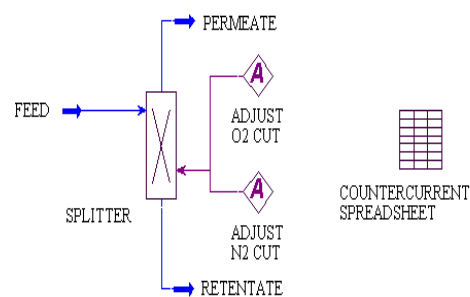 PERMEATE
A
FEED
ADJUST
O2 CUT
SPLITTER
A
ADJUST
N2 CUT
COUNTERCURRENT
SPREADSHEET
RETENTATE